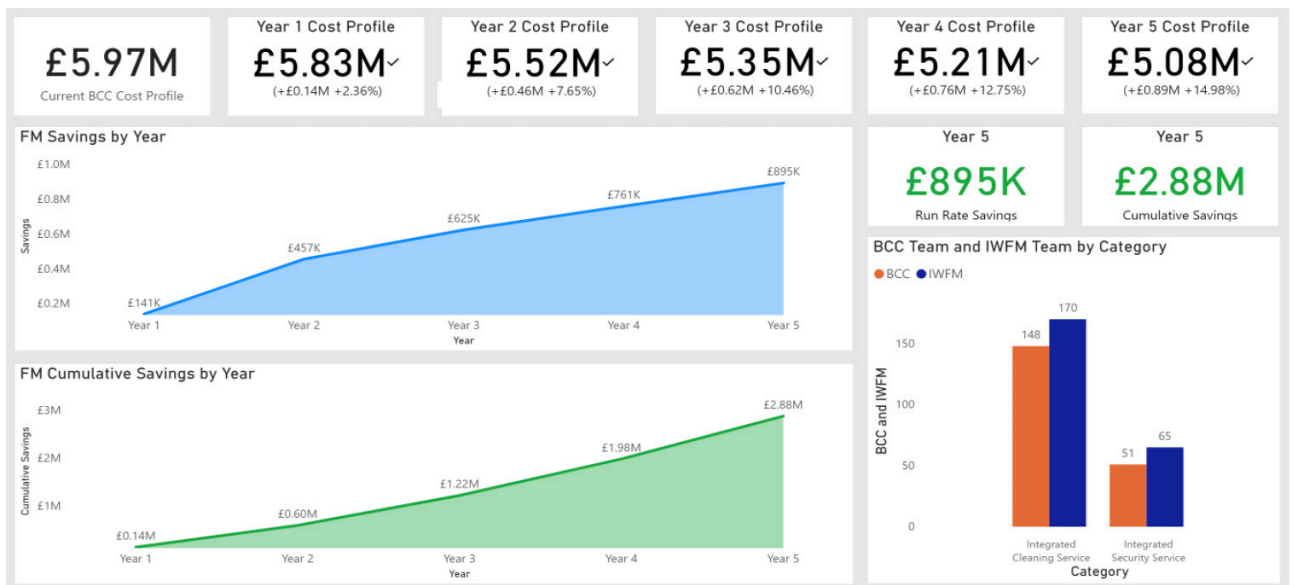 £5.97M
Current BCC Cost Profile
Year 1 Cost Profile
£5.83M✓
(+£0.14M +2.36%)
Year 2 Cost Profile
£5.52M✓
(+£0.46M +7.65%)
Year 3 Cost Profile
£5.35M✓
(+£0.62M +10.46%)
Year 4 Cost Profile
£5.21M✓
(+£0.76M +12.75%)
Year 5 Cost Profile
£5.08M✓
(+£0.89M +14.98%)
FM Savings by Year
£1.0M
£0.8M
£0.6M
£0.4M
£0.2M
Savings
£141K
£457K
£625K
£761K
£895K
Year 1
Year 2
Year 3
Year 4
Year 5
Year
Year 5
£895K
Run Rate Savings
Year 5
£2.88M
Cumulative Savings
FM Cumulative Savings by Year
£3M
£2M
£1M
Cumulative Savings
£0.14M
£0.60M
£1.22M
£1.98M
£2.88M
Year 1
Year 2
Year 3
Year 4
Year 5
Year
BCC Team and IWFM Team by Category
BCC
IWFM
150
100
50
0
BCC and IWFM
148
170
51
65
Integrated
Cleaning Service
Integrated
Security Service
Category